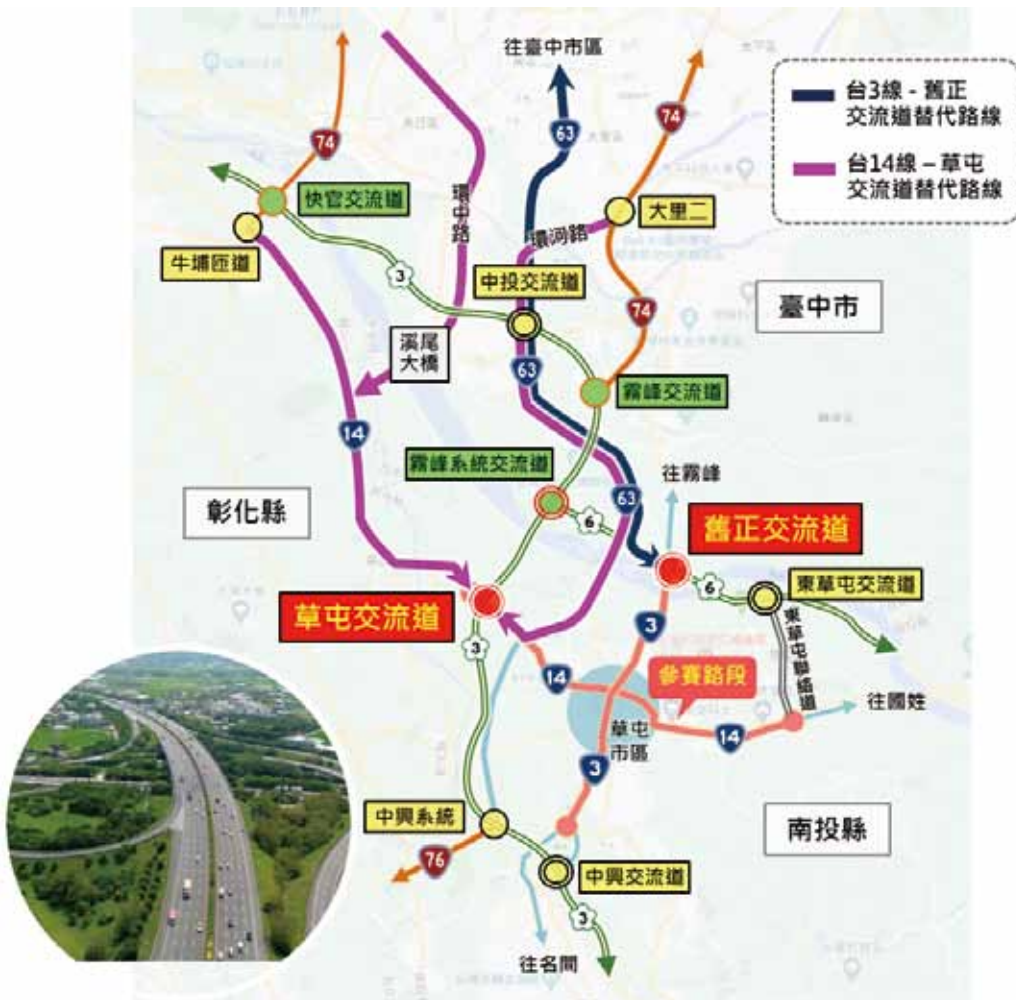 往臺中市區
台3線 - 舊正
交流道替代路線
台14線 – 草屯
交流道替代路線
74
63
74
快官交流道
環中路
大里二
環河路
牛埔匝道
3
中投交流道
74
臺中市
溪尾
大橋
63
霧峰交流道
14
霧峰系統交流道
往霧峰
63
彰化縣
6
舊正交流道
6
東草屯交流道
草屯交流道
3
3
東草屯聯絡道
14
參賽路段
往國姓
草屯
市區
14
3
中興系統
南投縣
76
中興交流道
3
往名間